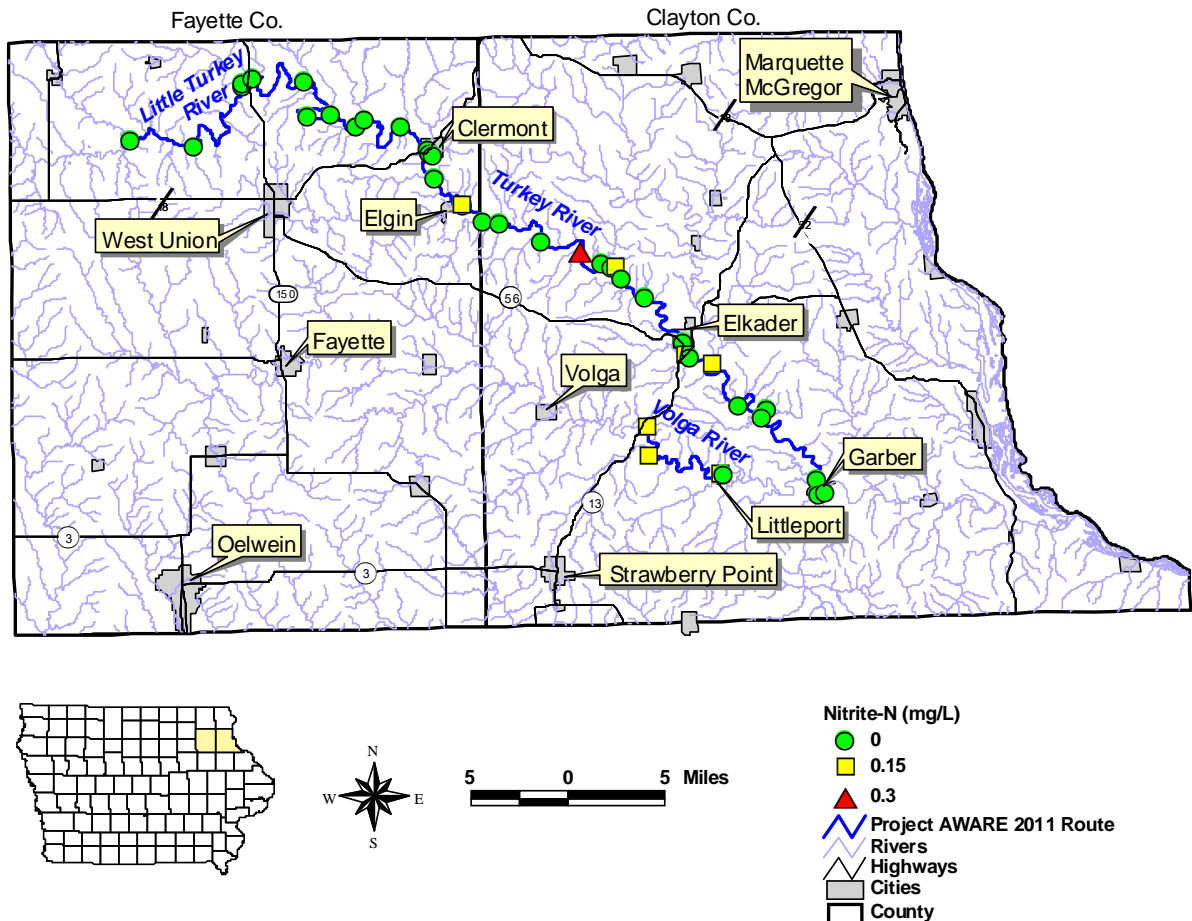 Fayette Co.
Clayton Co.
Marquette
McGregor
Little Turkey
River
Clermont
18
Turkey River
Elgin
52
18
West Union
150
56
Elkader
Fayette
Volga
Volga River
Garber
13
Littleport
3
Oelwein
3
Strawberry Point
Nitrite-N (mg/L)
0
0.15
0.3
Project AWARE 2011 Route
Rivers
Highways
Cities
County
N
W
E
S
5
0
5
Miles